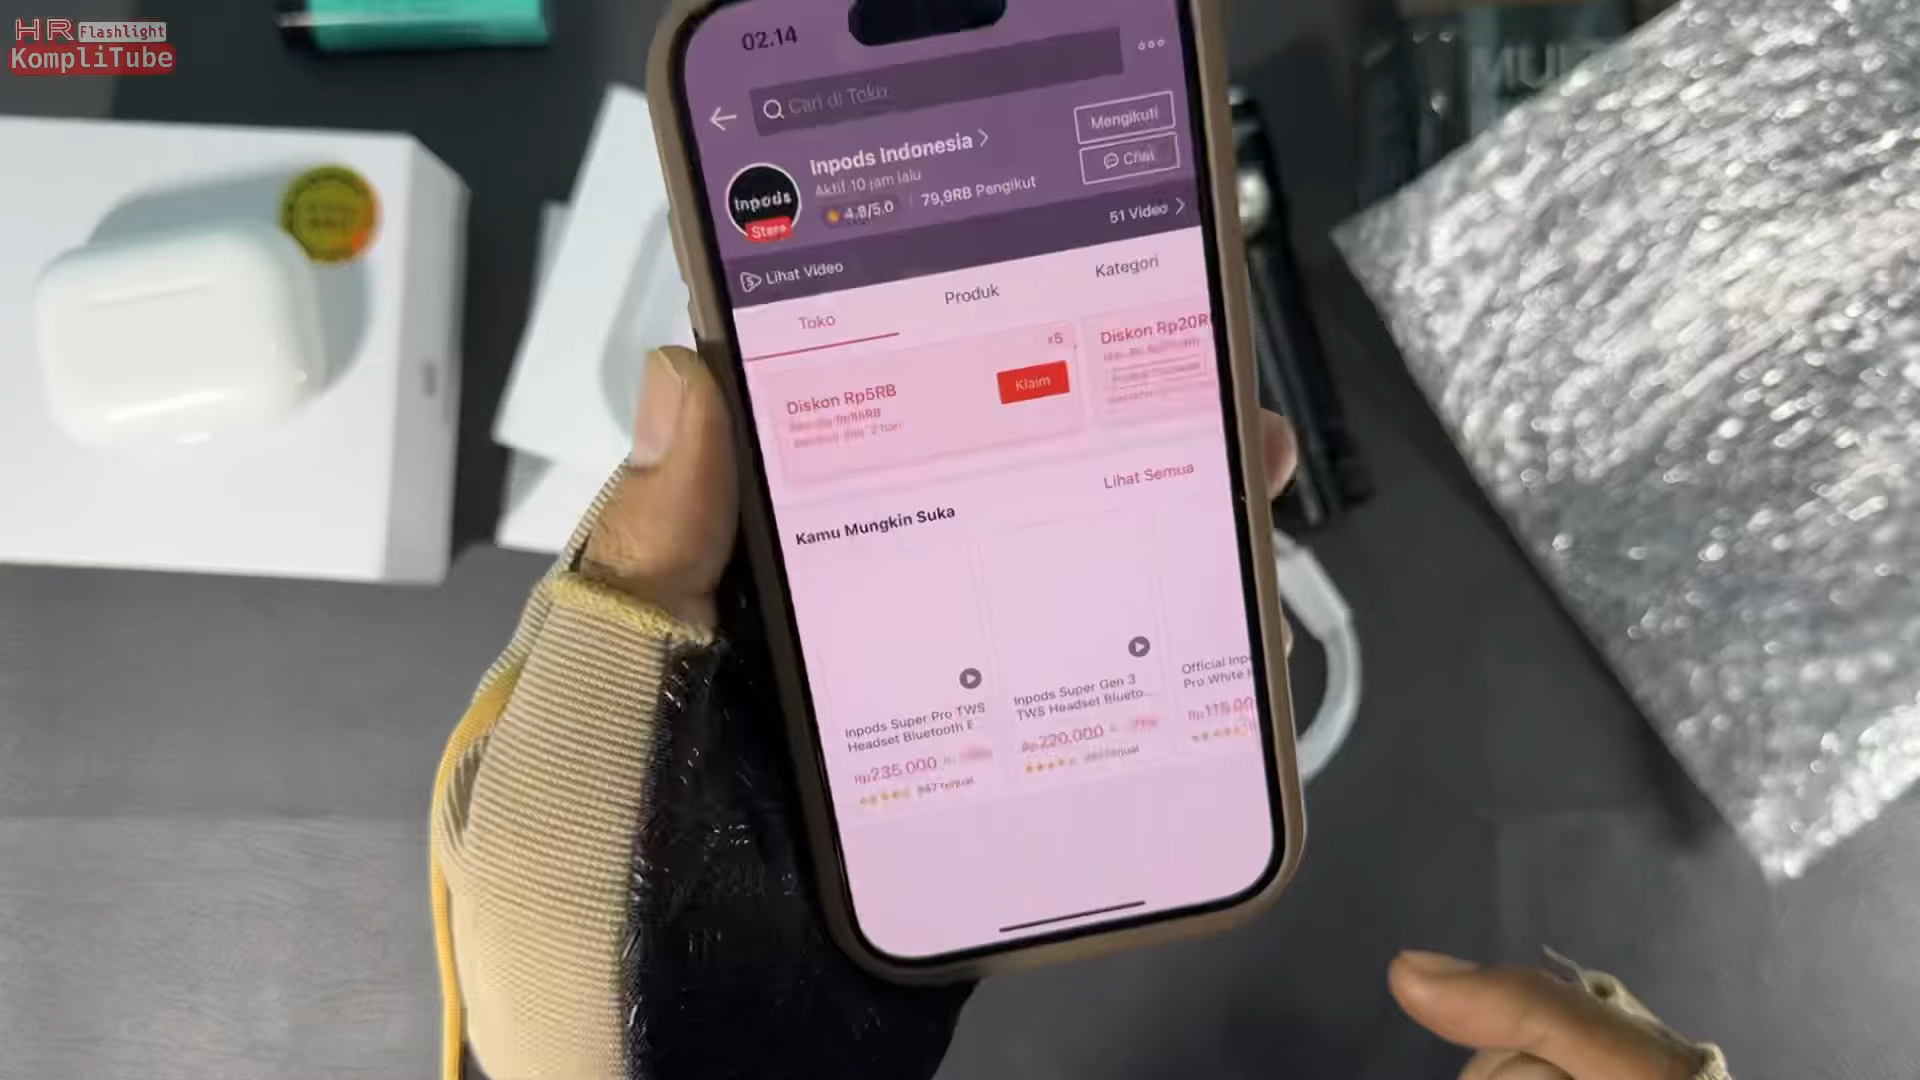 HR Flashlight
KompliTube
02.14
Cari di Toko
Inpods Indonesia
Mengikuti
Aktif 10 jam lalu
Chat
4.8/5.0
79,9RB Pengikut
Inpods
Star+
Lihat Video
51 Video
Toko
Produk
Kategori
Diskon Rp5RB
x5
Klaim
Diskon Rp20R
Kamu Mungkin Suka
Lihat Semua
Inpods Super Pro TWS
Headset Bluetooth E
Rp235.000
Inpods Super Gen 3
TWS Headset Blueto...
Rp220.000
Official Inp
Pro White
Rp115.00